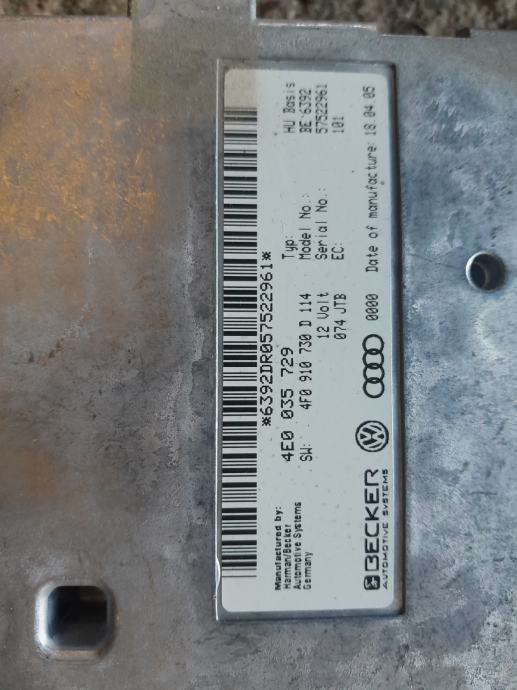 *6392DR057522961*
4E0 035 729
SW: 4F0 910 730 D 114
12 Volt
074 JTB
Typ: HU Basis
Model No.: BE 6392
Serial No.: 57522961
EC: 101
0000 Date of manufacture: 18 04 05
Manufactured by:
Harman/Becker
Automotive Systems
Germany
BECKER
AUTOMOTIVE SYSTEMS